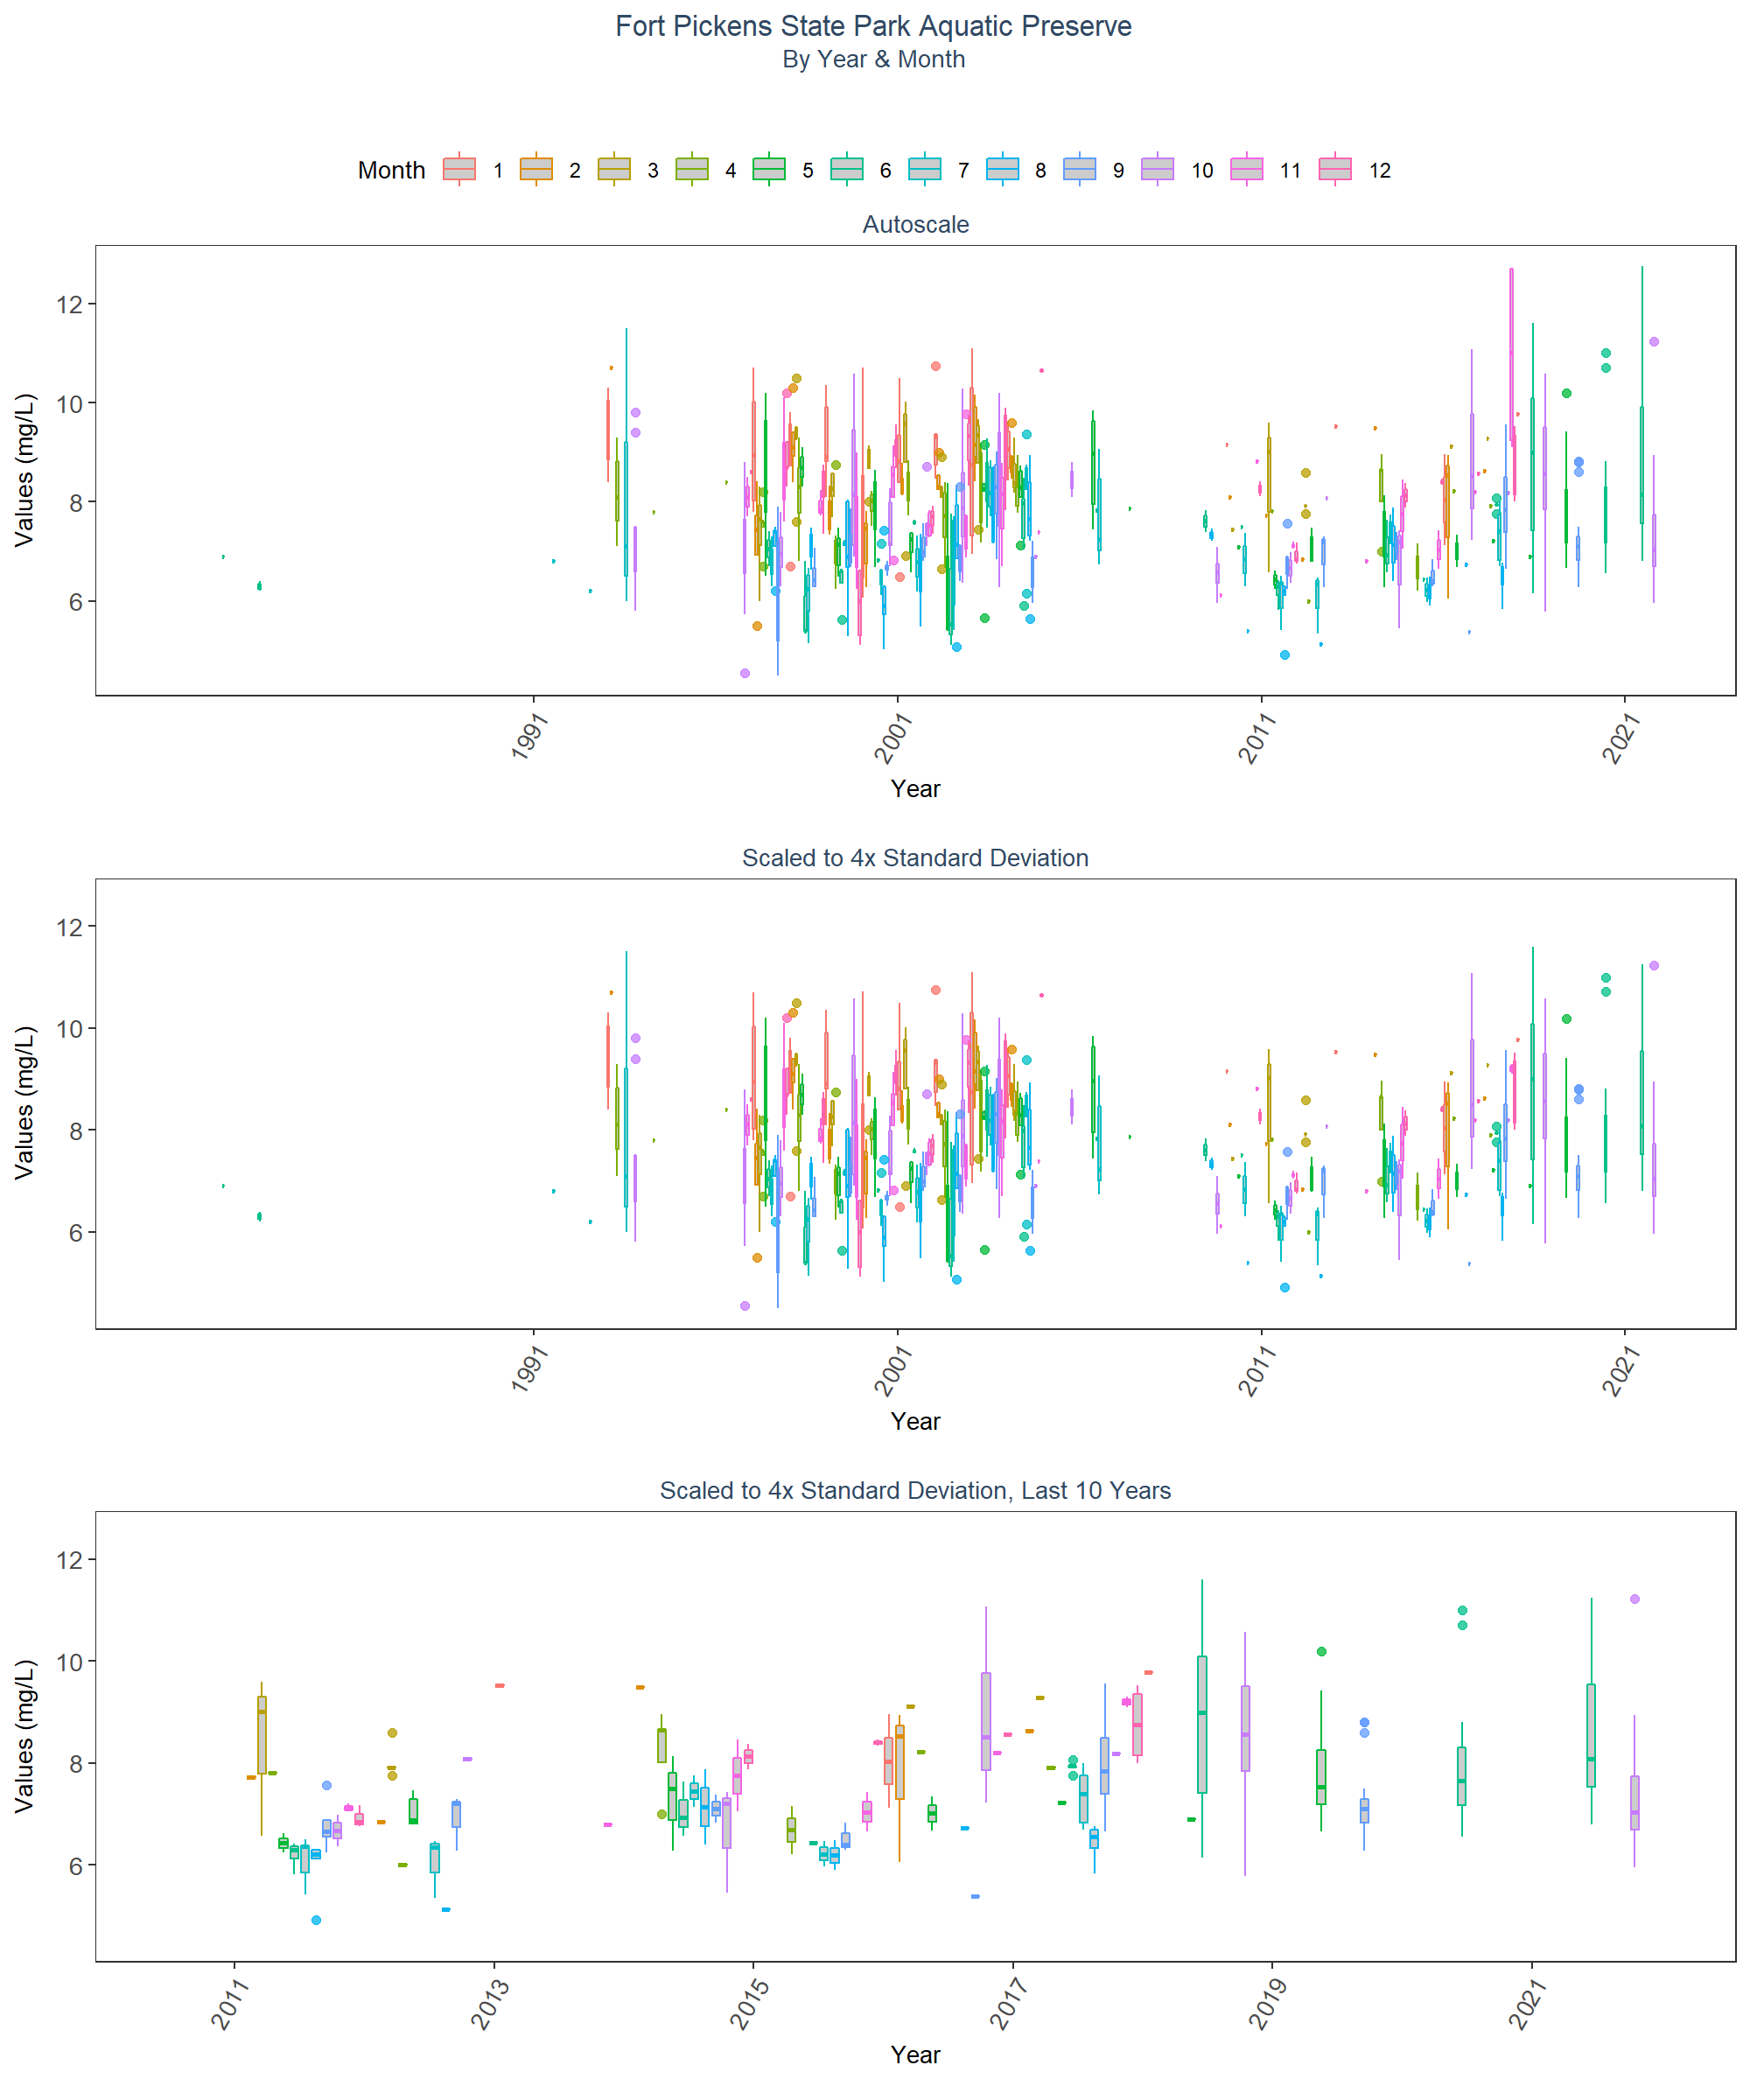 Fort Pickens State Park Aquatic Preserve
By Year & Month
Month 1 2 3 4 5 6 7 8 9 10 11 12
Autoscale
Values (mg/L)
12
10
8
6
1991 2001 2011 2021
Year
Scaled to 4x Standard Deviation
Values (mg/L)
12
10
8
6
1991 2001 2011 2021
Year
Scaled to 4x Standard Deviation, Last 10 Years
Values (mg/L)
12
10
8
6
2011 2013 2015 2017 2019 2021
Year